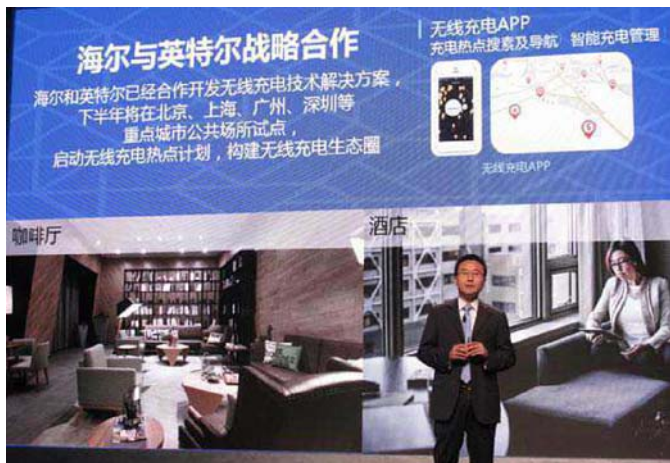 海尔与英特尔战略合作
海尔和英特尔已经合作开发无线充电技术解决方案，
下半年将在北京、上海、广州、深圳等
重点城市公共场所试点，
启动无线充电热点计划，构建无线充电生态圈
无线充电APP
充电热点搜素及导航 智能充电管理
无线充电APP
咖啡厅
酒店